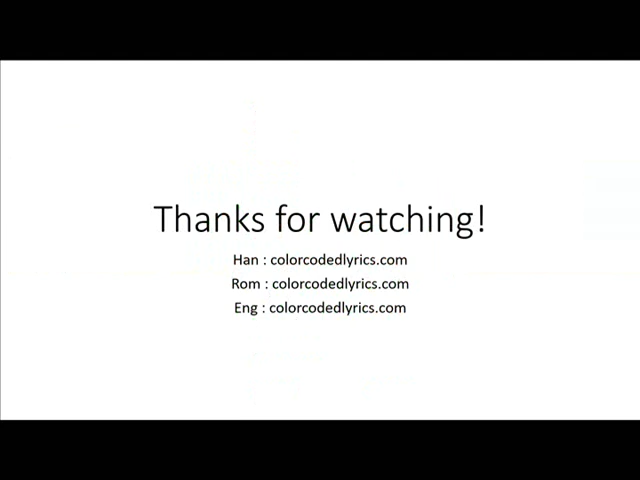 Thanks for watching!
Han : colorcodedlyrics.com
Rom : colorcodedlyrics.com
Eng : colorcodedlyrics.com